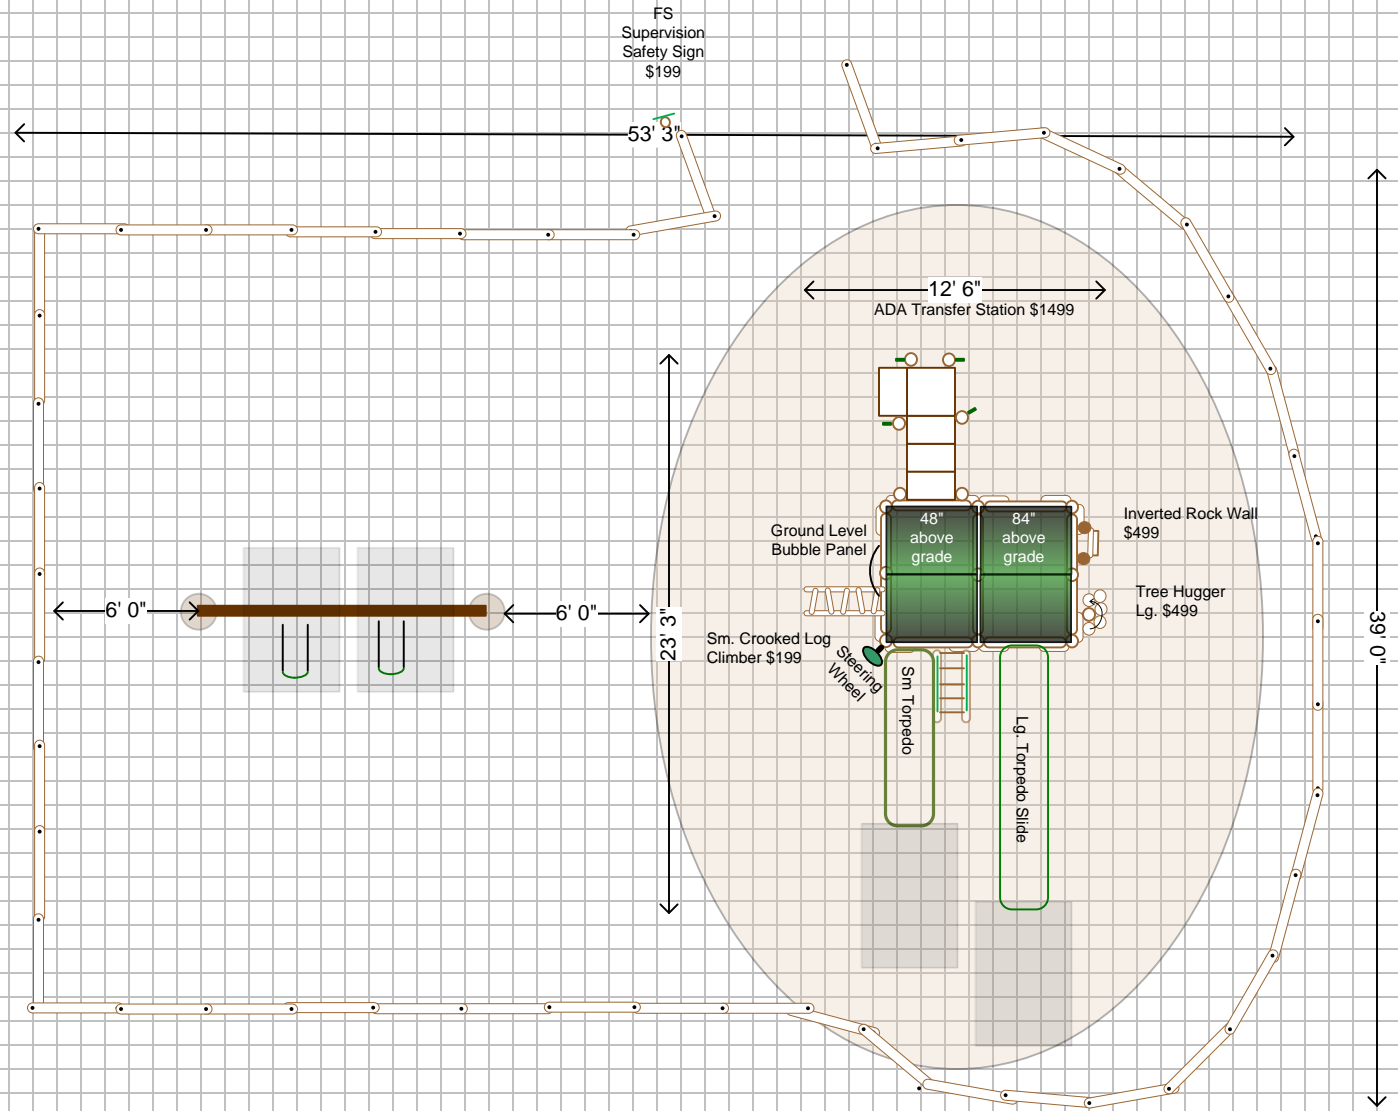 FS
Supervision
Safety Sign
$199
53' 3"
12' 6"
ADA Transfer Station $1499
48"
above
grade
84"
above
grade
Inverted Rock Wall
$499
Ground Level
Bubble Panel
Tree Hugger
Lg. $499
6' 0"
6' 0"
23' 3"
39' 0"
Sm. Crooked Log
Climber $199
Steering
Wheel
Sm Torpedo
Lg. Torpedo Slide